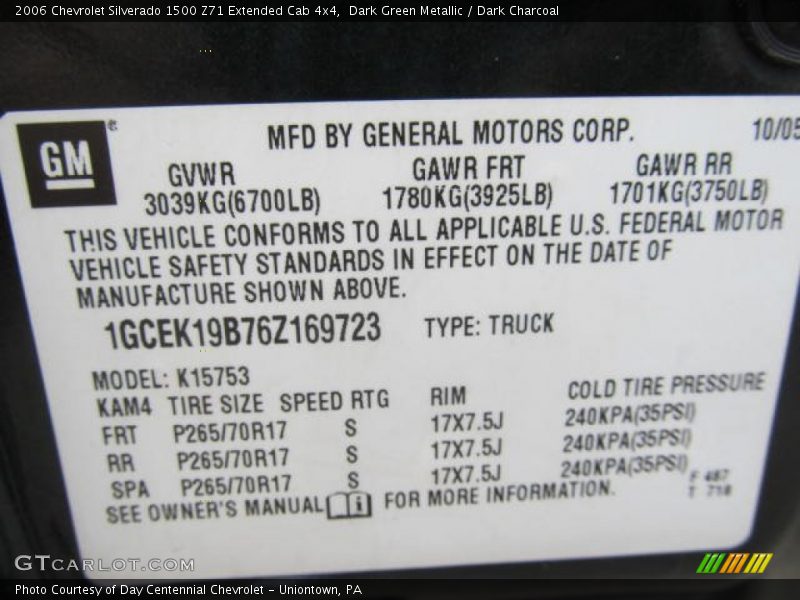 2006 Chevrolet Silverado 1500 Z71 Extended Cab 4x4,  Dark Green Metallic / Dark Charcoal
GM®
MFD BY GENERAL MOTORS CORP. 10/05
GVWR GAWR FRT GAWR RR
3039KG(6700LB) 1780KG(3925LB) 1701KG(3750LB)
THIS VEHICLE CONFORMS TO ALL APPLICABLE U.S. FEDERAL MOTOR
VEHICLE SAFETY STANDARDS IN EFFECT ON THE DATE OF
MANUFACTURE SHOWN ABOVE.
1GCEK19B76Z169723 TYPE: TRUCK
MODEL: K15753
KAM4 TIRE SIZE SPEED RTG RIM COLD TIRE PRESSURE
FRT P265/70R17 S 17X7.5J 240KPA(35PSI)
RR P265/70R17 S 17X7.5J 240KPA(35PSI)
SPA P265/70R17 S 17X7.5J 240KPA(35PSI)
SEE OWNER'S MANUAL FOR MORE INFORMATION.
F 487
T 718
GTCarLot.com
Photo Courtesy of Day Centennial Chevrolet - Uniontown, PA